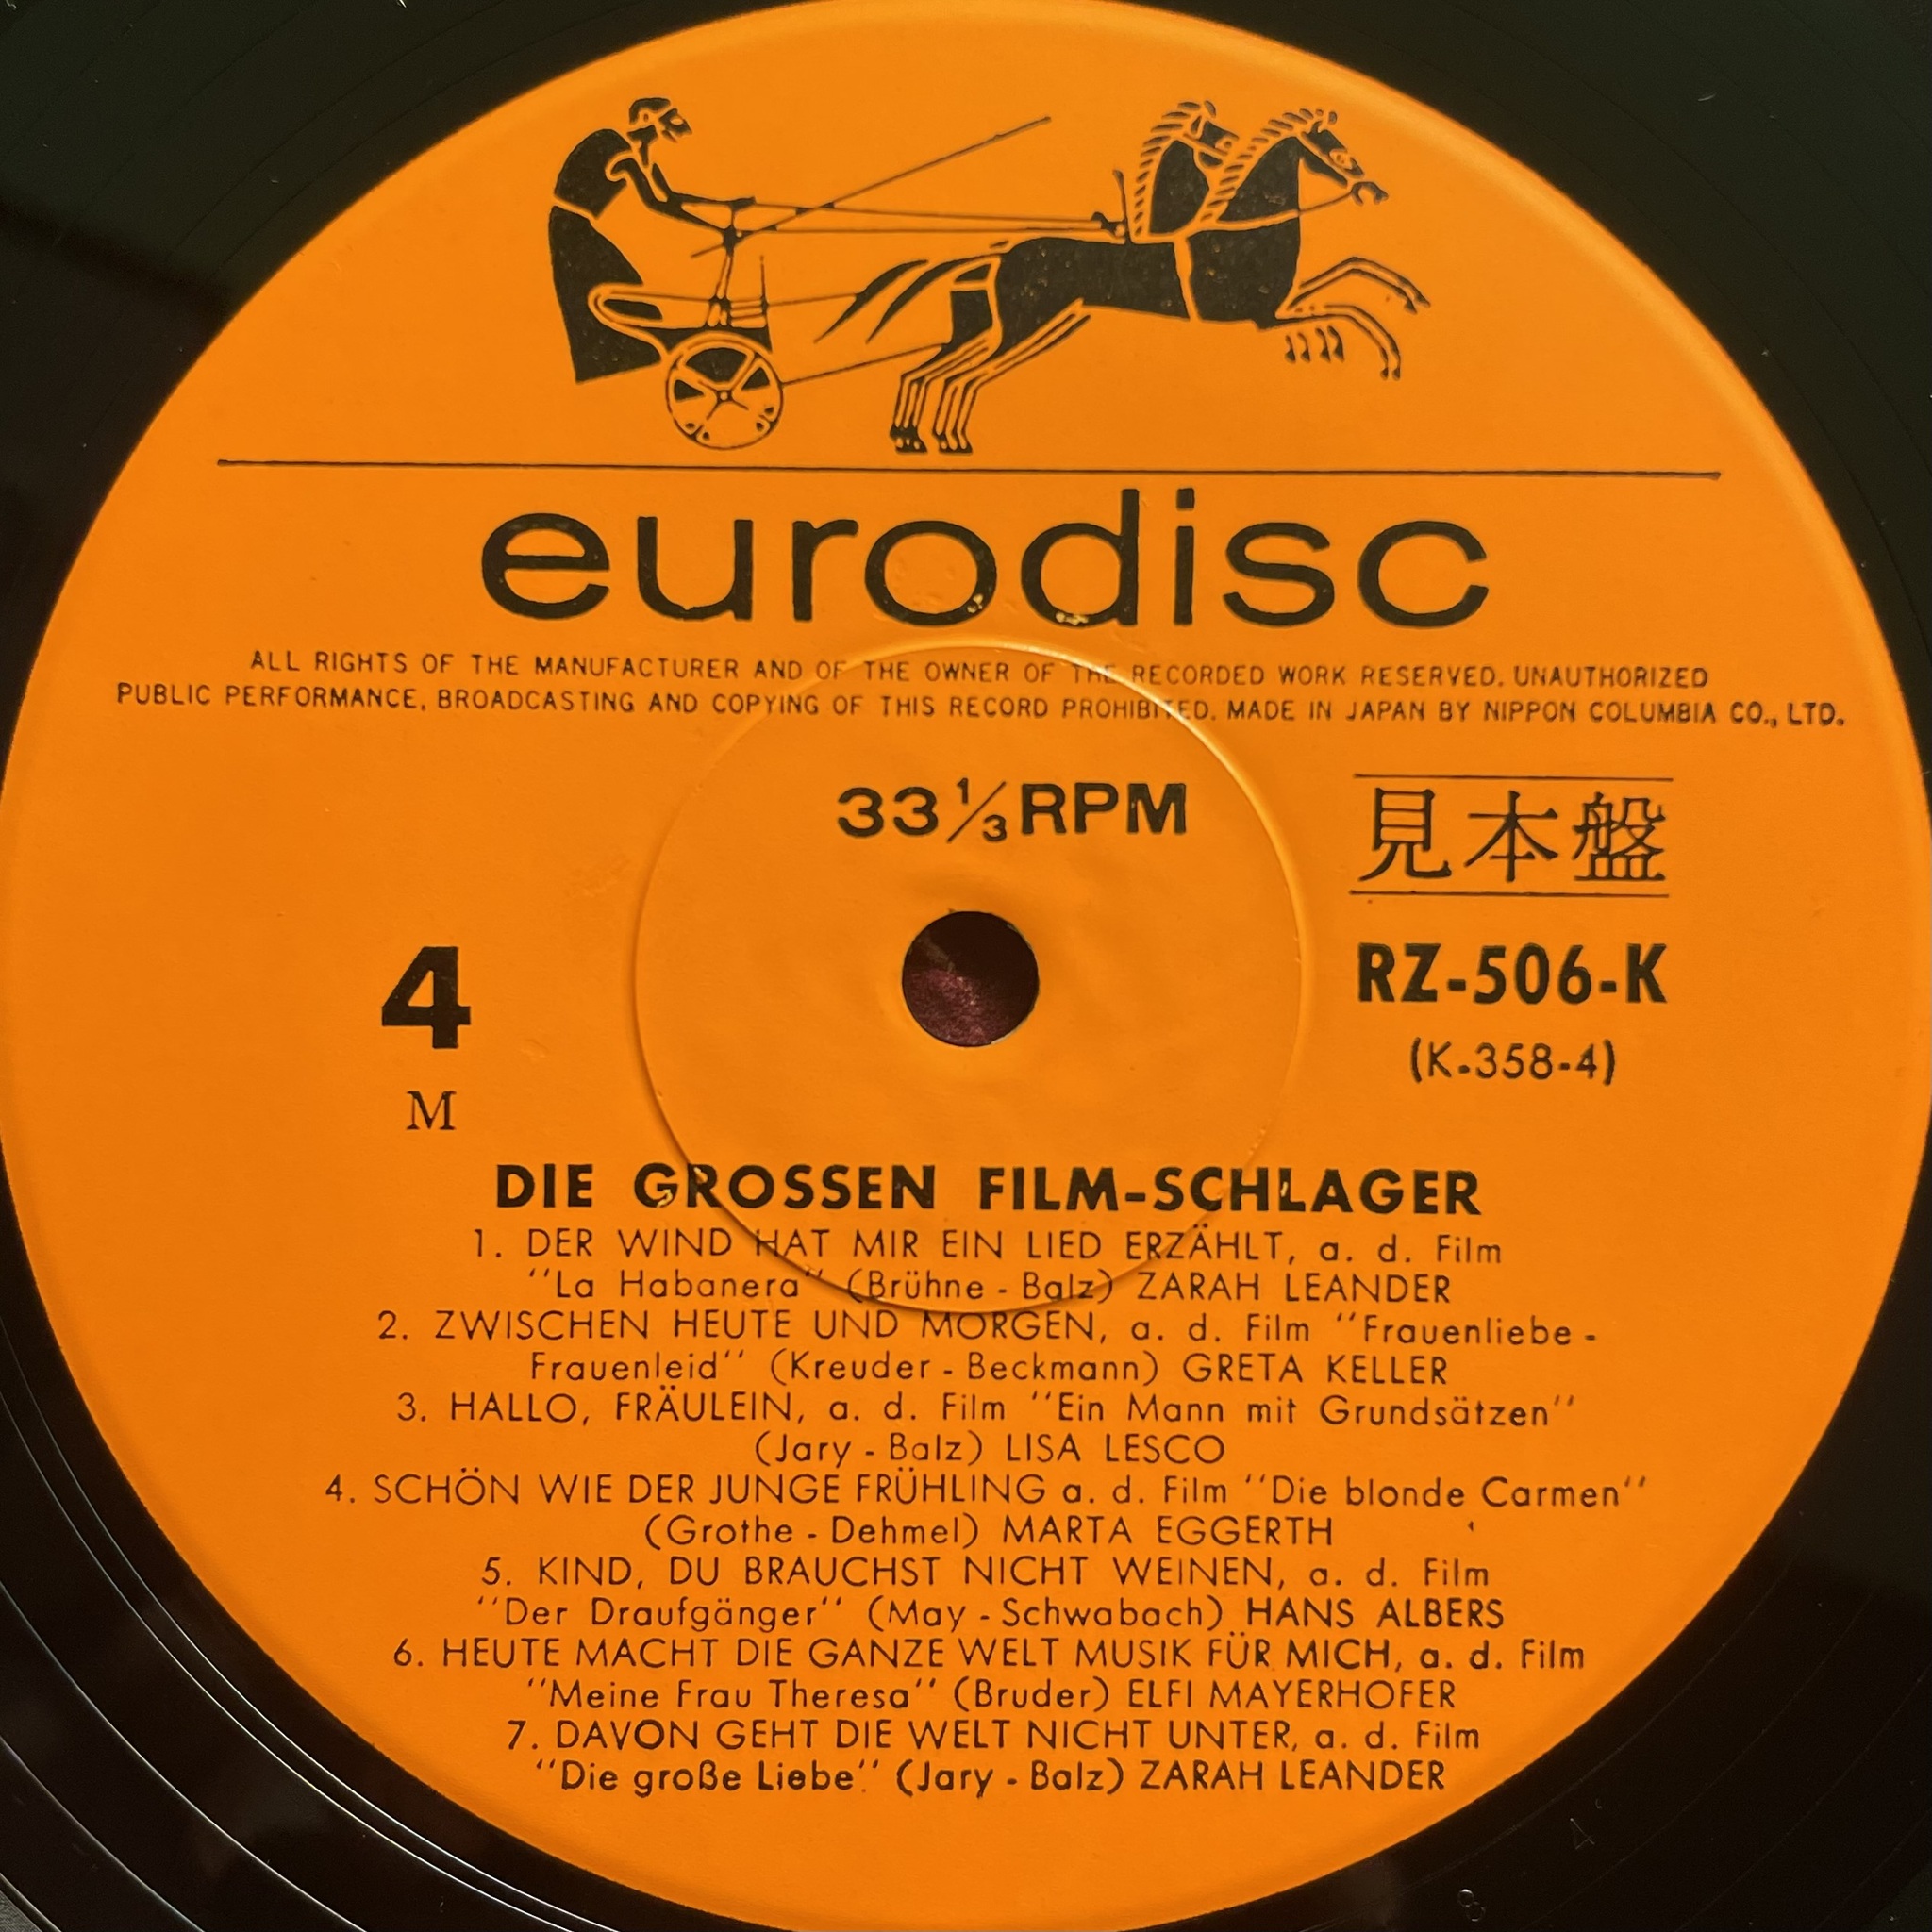 eurodisc
ALL RIGHTS OF THE MANUFACTURER AND OF THE OWNER OF THE RECORDED WORK RESERVED. UNAUTHORIZED
PUBLIC PERFORMANCE, BROADCASTING AND COPYING OF THIS RECORD PROHIBITED. MADE IN JAPAN BY NIPPON COLUMBIA CO., LTD.
33 1/3 RPM
見本盤
4
RZ-506-K
(K.358-4)
M
DIE GROSSEN FILM-SCHLAGER
1. DER WIND HAT MIR EIN LIED ERZÄHLT, a. d. Film
“La Habanera” (Brühne - Balz) ZARAH LEANDER
2. ZWISCHEN HEUTE UND MORGEN, a. d. Film “Frauenliebe -
Frauenleid” (Kreuder - Beckmann) GRETA KELLER
3. HALLO, FRÄULEIN, a. d. Film “Ein Mann mit Grundsätzen”
(Jary - Balz) LISA LESCO
4. SCHÖN WIE DER JUNGE FRÜHLING a. d. Film “Die blonde Carmen“
(Grothe - Dehmel) MARTA EGGERTH
5. KIND, DU BRAUCHST NICHT WEINEN, a. d. Film
“Der Draufgänger“ (May - Schwabach) HANS ALBERS
6. HEUTE MACHT DIE GANZE WELT MUSIK FÜR MICH, a. d. Film
“Meine Frau Theresa” (Bruder) ELFI MAYERHOFER
7. DAVON GEHT DIE WELT NICHT UNTER, a. d. Film
“Die große Liebe” (Jary - Balz) ZARAH LEANDER
4
8